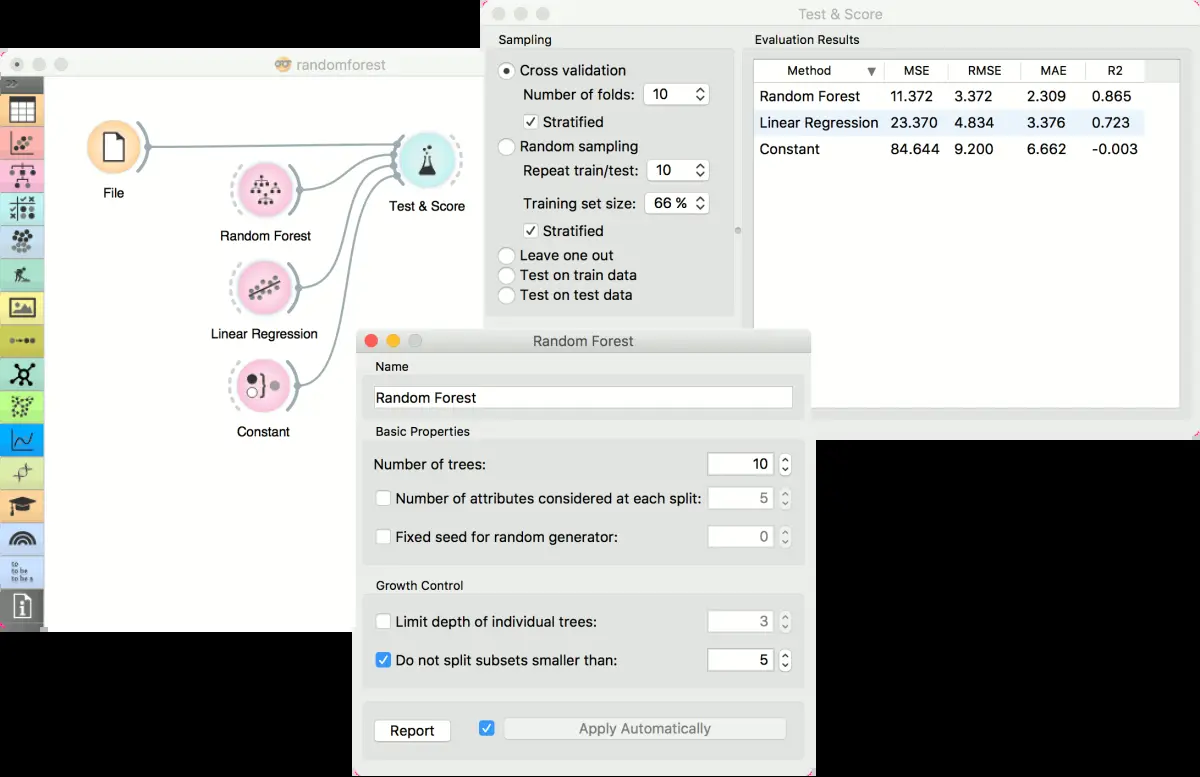 randomforest
File
Random Forest
Linear Regression
Constant
Test & Score
to
to be
to be a
Test & Score
Sampling
Cross validation
Number of folds: 10
Stratified
Random sampling
Repeat train/test: 10
Training set size: 66 %
Stratified
Leave one out
Test on train data
Test on test data
Evaluation Results
Method MSE RMSE MAE R2
Random Forest 11.372 3.372 2.309 0.865
Linear Regression 23.370 4.834 3.376 0.723
Constant 84.644 9.200 6.662 -0.003
Random Forest
Name
Random Forest
Basic Properties
Number of trees: 10
Number of attributes considered at each split: 5
Fixed seed for random generator: 0
Growth Control
Limit depth of individual trees: 3
Do not split subsets smaller than: 5
Report Apply Automatically